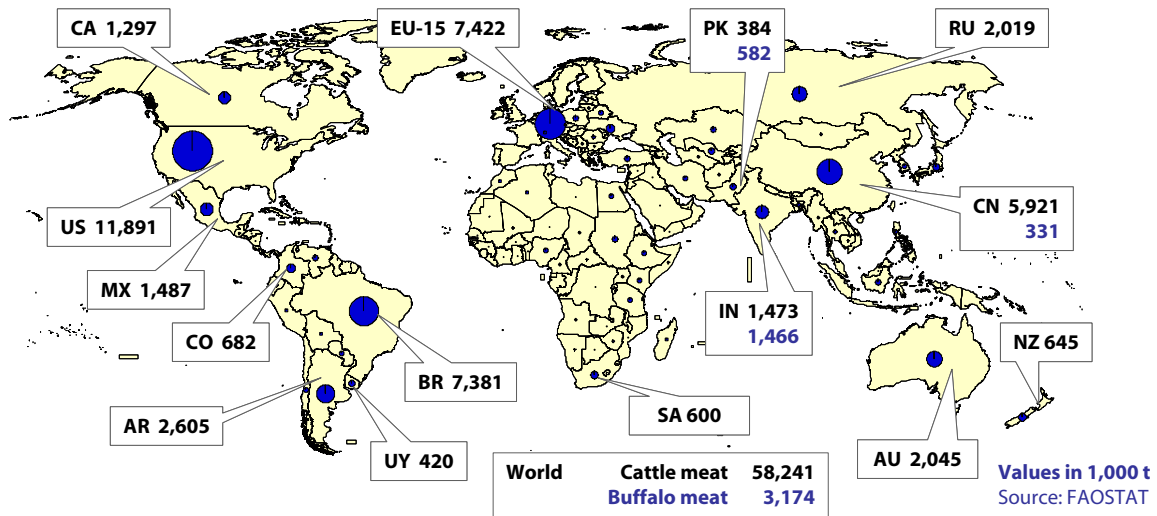 CA 1,297
EU-15 7,422
PK 384
582
RU 2,019
US 11,891
CN 5,921
331
MX 1,487
IN 1,473
1,466
CO 682
NZ 645
BR 7,381
AR 2,605
SA 600
UY 420
AU 2,045
World Cattle meat 58,241
Buffalo meat 3,174
Values in 1,000 t
Source: FAOSTAT